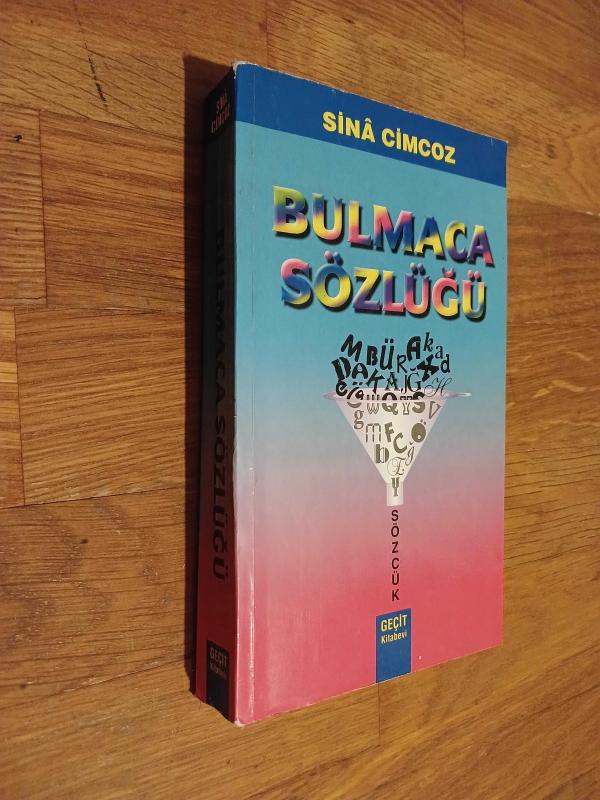 SİNÂ CİMCOZ
BULMACA
SÖZLÜĞÜ
SÖZCÜK
GEÇİT
Kitabevi
SİNÂ
CİMCOZ
BULMACA SÖZLÜĞÜ
GEÇİT
Kitabevi